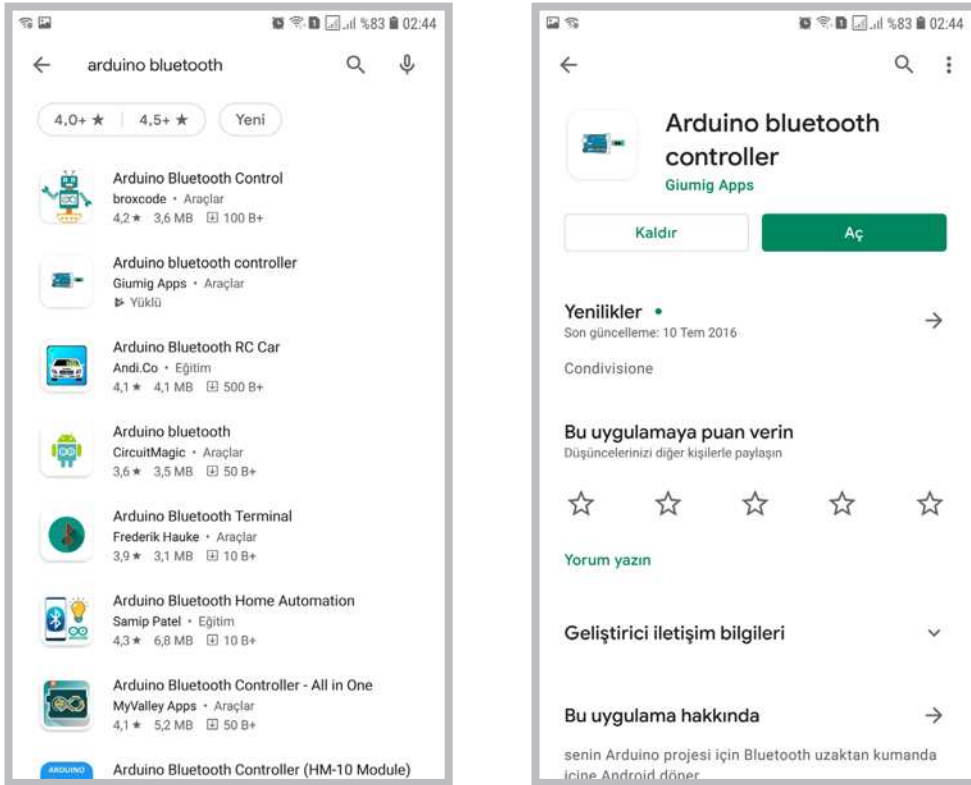 %83 02:44
arduino bluetooth
4,0+ ★ | 4,5+ ★ Yeni
Arduino Bluetooth Control
broxcode • Araçlar
4,2 ★ 3,6 MB 100 B+
Arduino bluetooth controller
Giumig Apps • Araçlar
Yüklü
Arduino Bluetooth RC Car
Andi.Co • Eğitim
4,1 ★ 4,1 MB 500 B+
Arduino bluetooth
CircuitMagic • Araçlar
3,6 ★ 3,5 MB 50 B+
Arduino Bluetooth Terminal
Frederik Hauke • Araçlar
3,9 ★ 3,1 MB 10 B+
Arduino Bluetooth Home Automation
Samip Patel • Eğitim
4,3 ★ 6,8 MB 10 B+
Arduino Bluetooth Controller - All in One
MyValley Apps • Araçlar
4,1 ★ 5,2 MB 50 B+
ARDUINO
Arduino Bluetooth Controller (HM-10 Module)
%83 02:44
Arduino bluetooth
controller
Giumig Apps
Kaldır
Aç
Yenilikler •
Son güncelleme: 10 Tem 2016
Condivisione
Bu uygulamaya puan verin
Düşüncelerinizi diğer kişilerle paylaşın
Yorum yazın
Geliştirici iletişim bilgileri
Bu uygulama hakkında
senin Arduino projesi için Bluetooth uzaktan kumanda
içine Android döner